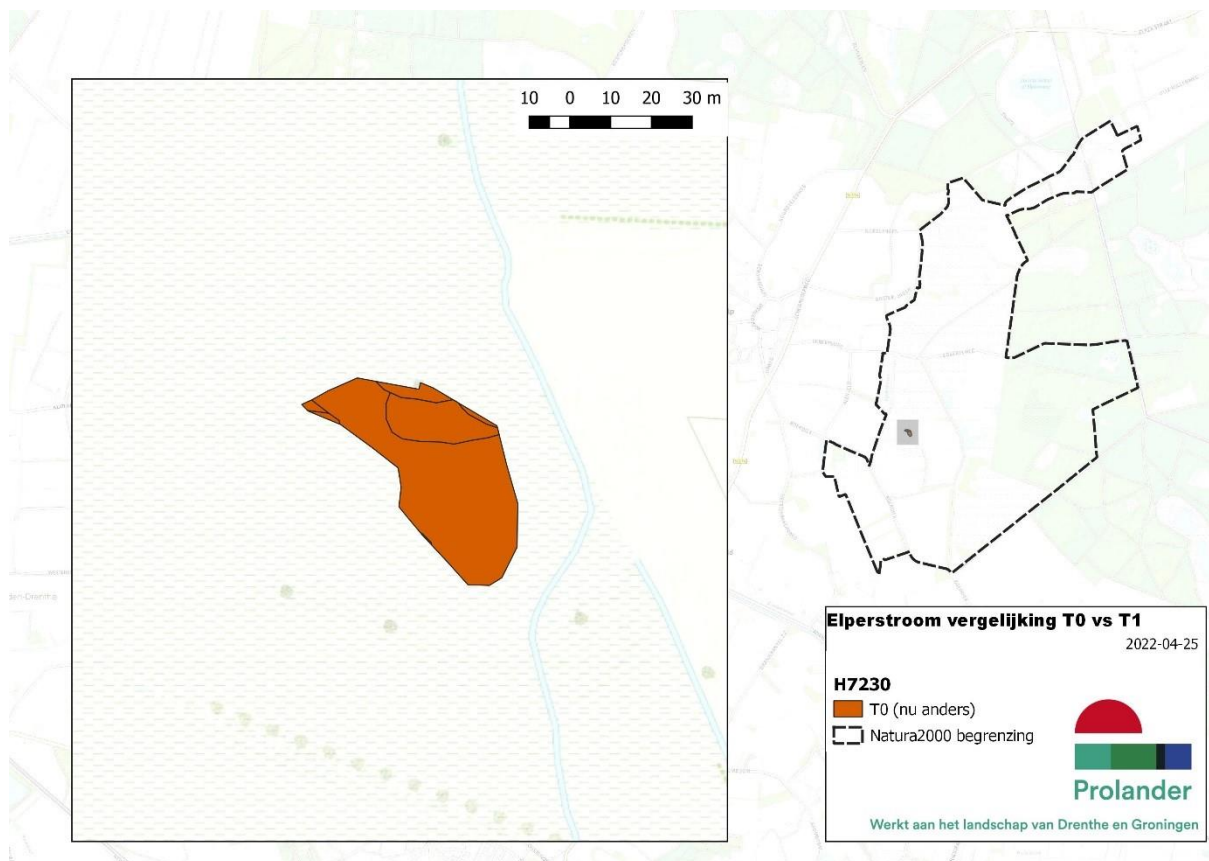 10 0 10 20 30 m
Elperstroom vergelijking T0 vs T1
2022-04-25
H7230
T0 (nu anders)
Natura2000 begrenzing
Prolander
Werkt aan het landschap van Drenthe en Groningen